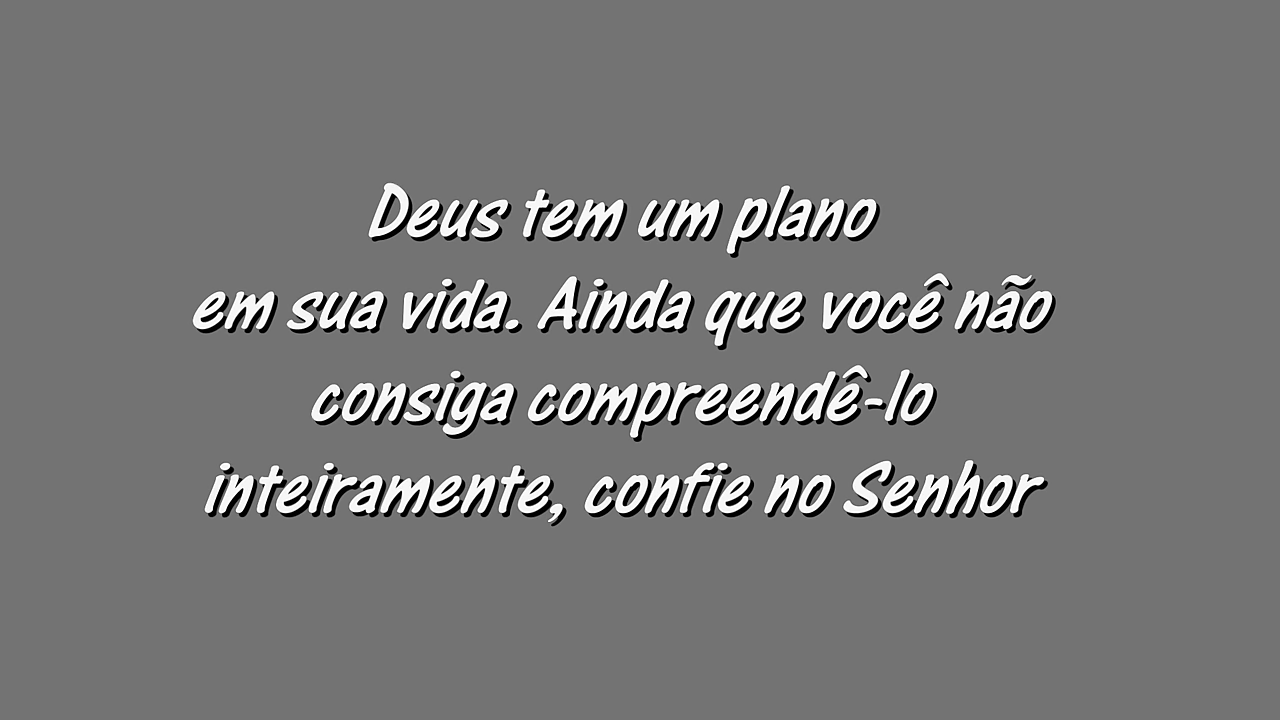 Deus tem um plano
em sua vida. Ainda que você não
consiga compreendê-lo
inteiramente, confie no Senhor